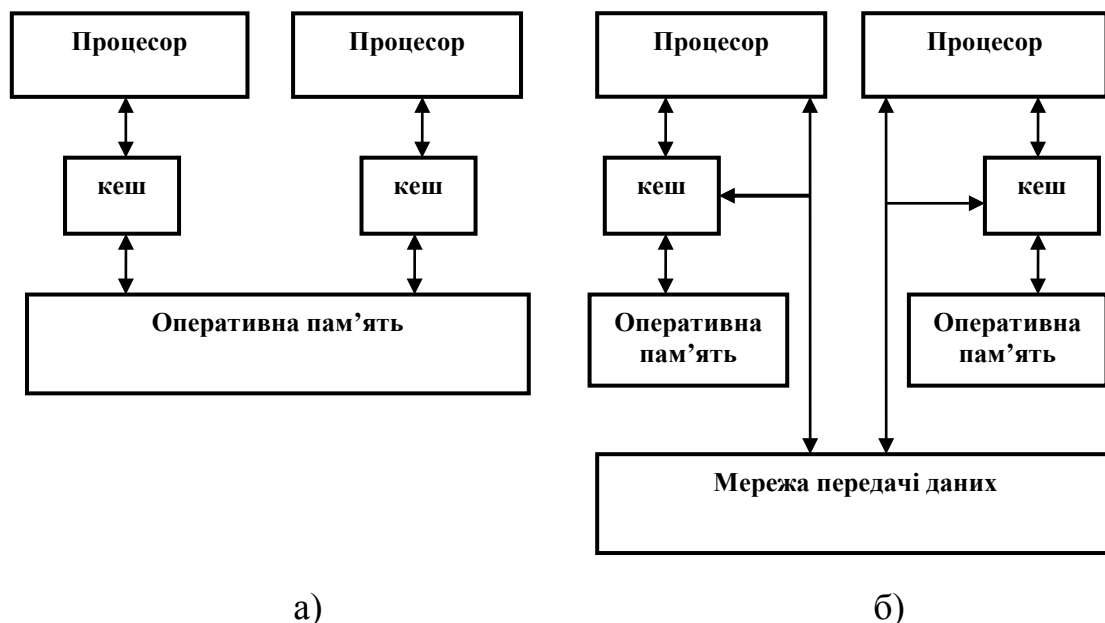 Процесор
Процесор
кеш
кеш
Оперативна пам’ять
а)
Процесор
Процесор
кеш
кеш
Оперативна
пам’ять
Оперативна
пам’ять
Мережа передачі даних
б)